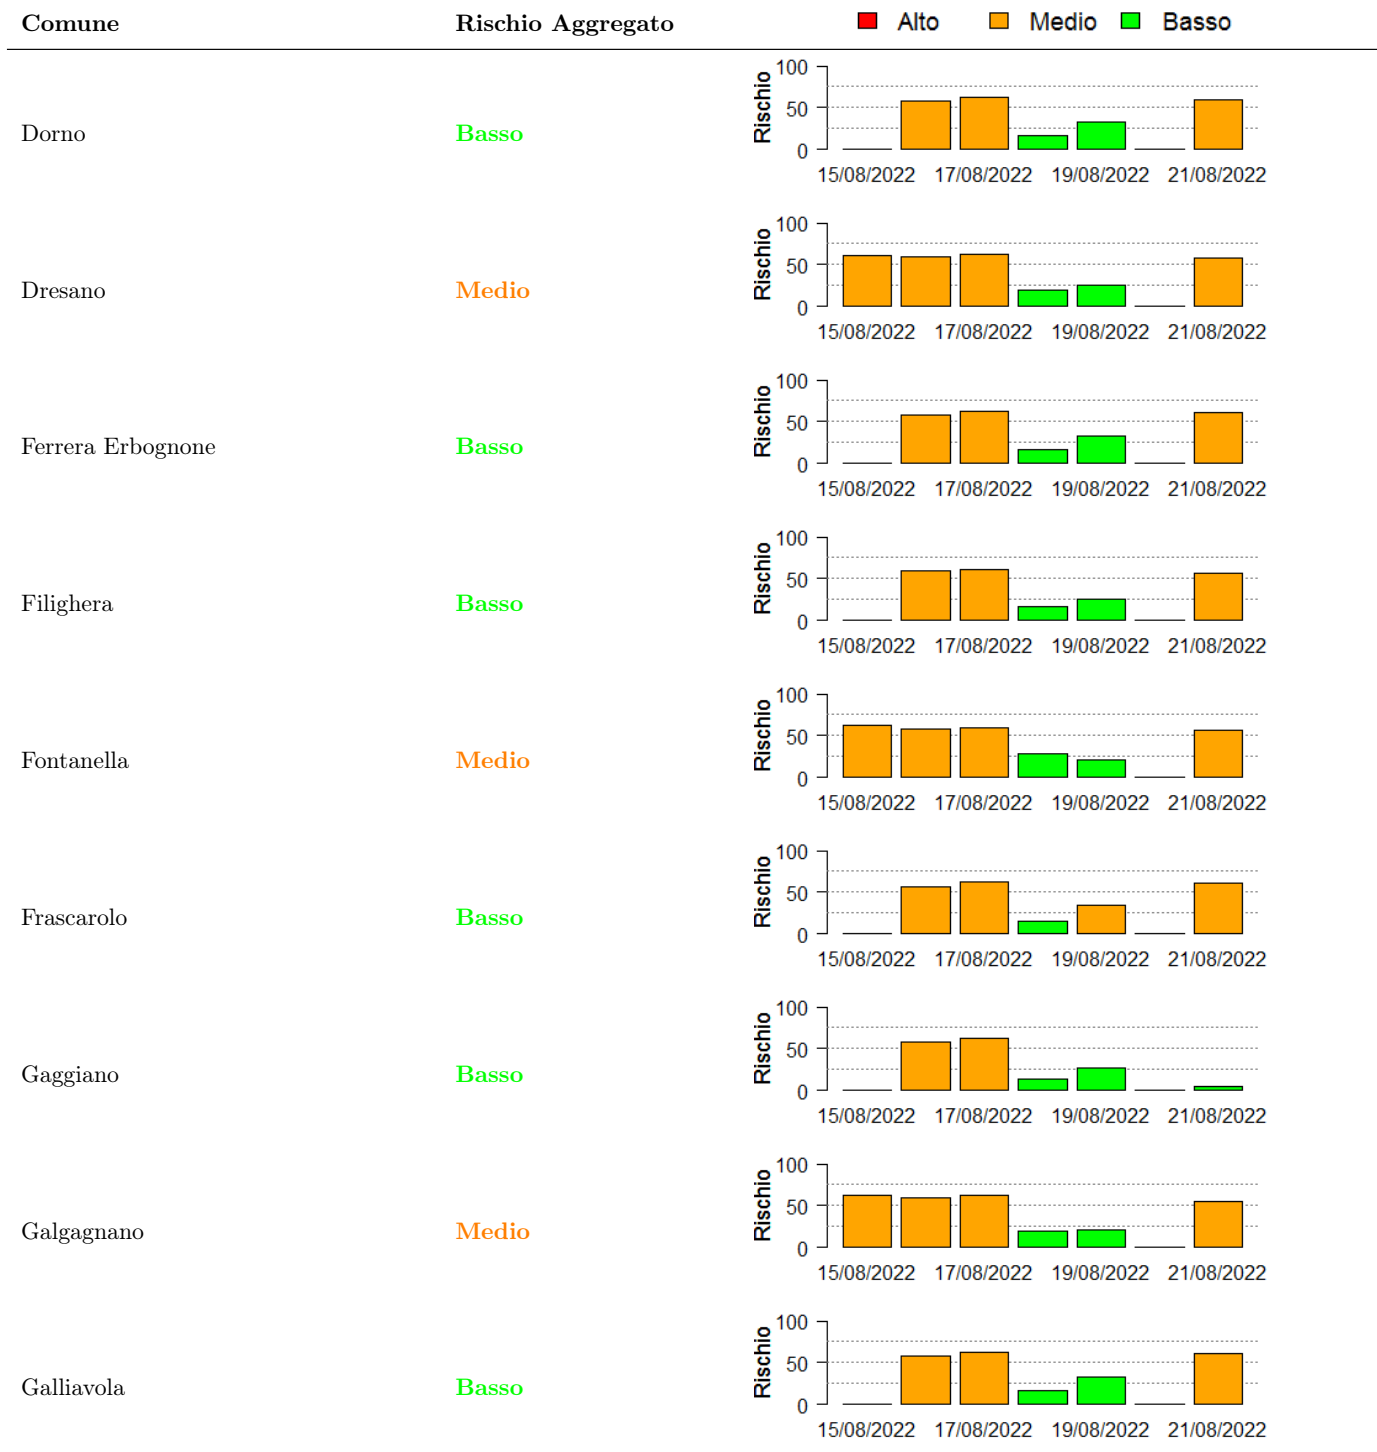 Comune Rischio Aggregato Alto Medio Basso
Dorno Basso
Rischio
100
50
0
15/08/2022 17/08/2022 19/08/2022 21/08/2022
Dresano Medio
Rischio
100
50
0
15/08/2022 17/08/2022 19/08/2022 21/08/2022
Ferrera Erbognone Basso
Rischio
100
50
0
15/08/2022 17/08/2022 19/08/2022 21/08/2022
Filighera Basso
Rischio
100
50
0
15/08/2022 17/08/2022 19/08/2022 21/08/2022
Fontanella Medio
Rischio
100
50
0
15/08/2022 17/08/2022 19/08/2022 21/08/2022
Frascarolo Basso
Rischio
100
50
0
15/08/2022 17/08/2022 19/08/2022 21/08/2022
Gaggiano Basso
Rischio
100
50
0
15/08/2022 17/08/2022 19/08/2022 21/08/2022
Galgagnano Medio
Rischio
100
50
0
15/08/2022 17/08/2022 19/08/2022 21/08/2022
Galliavola Basso
Rischio
100
50
0
15/08/2022 17/08/2022 19/08/2022 21/08/2022